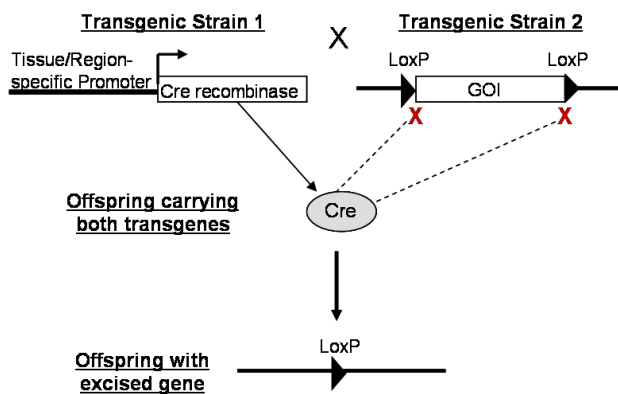 Transgenic Strain 1
X
Transgenic Strain 2
Tissue/Region-
specific Promoter
Cre recombinase
LoxP
LoxP
GOI
X
X
Offspring carrying
both transgenes
Cre
Offspring with
excised gene
LoxP